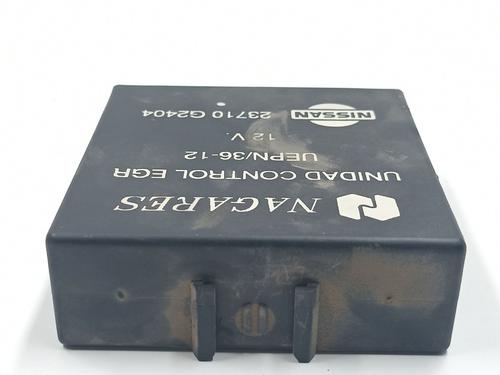 NAGARES
UNIDAD CONTROL EGR
UEPN/36-12
12 V.
23710 G2404
NISSAN